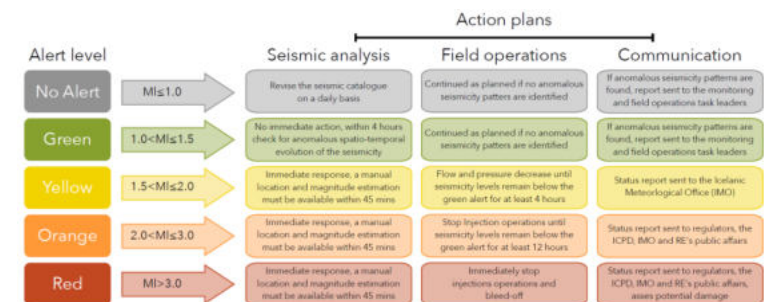 Action plans
Alert level
Seismic analysis
Field operations
Communication
No Alert
Ml≤1.0
Revise the seismic catalogue
on a daily basis
Continued as planned if no anomalous
seismicity patters are identified
If anomalous seismicity patterns are
found, report sent to the monitoring
and field operations task leaders
Green
1.0<Ml≤1.5
No immediate action, within 4 hours
check for anomalous spatio-temporal
evolution of the seismicity
Continued as planned if no anomalous
seismicity patters are identified
If anomalous seismicity patterns are
found, report sent to the monitoring
and field operations task leaders
Yellow
1.5<Ml≤2.0
Immediate response, a manual
location and magnitude estimation
must be available within 45 mins
Flow and pressure decrease until
seismicity levels remain below the
green alert for at least 4 hours
Status report sent to the Icelanic
Meteorlogical Office (IMO)
Orange
2.0<Ml≤3.0
Immediate response, a manual
location and magnitude estimation
must be available within 45 mins
Stop Injection operations until
seismicity levels remain below the
green alert for at least 12 hours
Status report sent to regulators, the
ICPD, IMO and RE's public affairs
Red
Ml>3.0
Immediate response, a manual
location and magnitude estimation
must be available within 45 mins
Immediately stop
injections operations and
bleed-off
Status report sent to regulators, the
ICPD, IMO and RE's public affairs,
asses potential damage